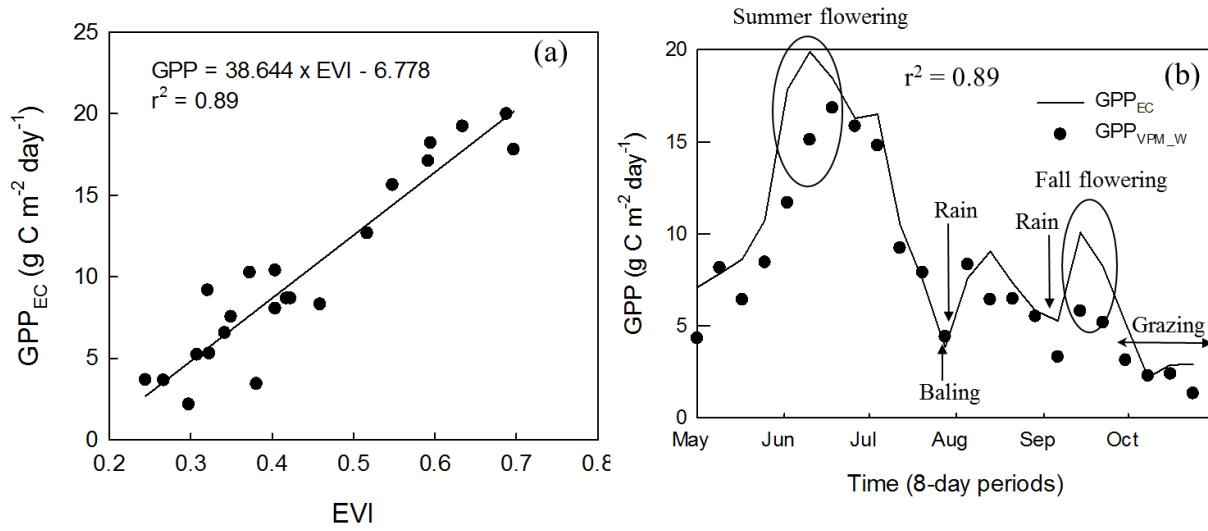 (a)
GPP = 38.644 x EVI - 6.778
r² = 0.89
GPP_EC (g C m⁻² day⁻¹)
25
20
15
10
5
0
0.2 0.3 0.4 0.5 0.6 0.7 0.8
EVI
Summer flowering
(b)
r² = 0.89
GPP_EC
GPP_VPM_W
Fall flowering
Rain
Rain
Grazing
Baling
GPP (g C m⁻² day⁻¹)
20
15
10
5
0
May Jun Jul Aug Sep Oct
Time (8-day periods)